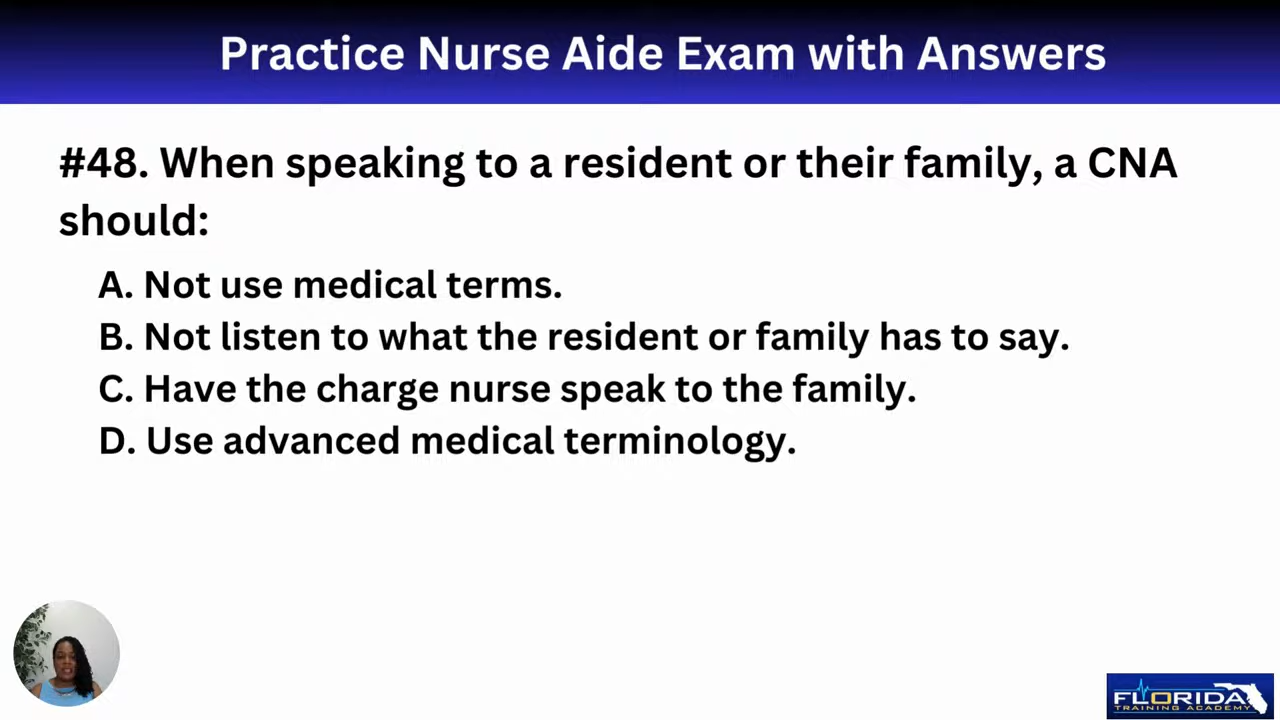 Practice Nurse Aide Exam with Answers
#48. When speaking to a resident or their family, a CNA
should:
A. Not use medical terms.
B. Not listen to what the resident or family has to say.
C. Have the charge nurse speak to the family.
D. Use advanced medical terminology.
FLORIDA
TRAINING ACADEMY